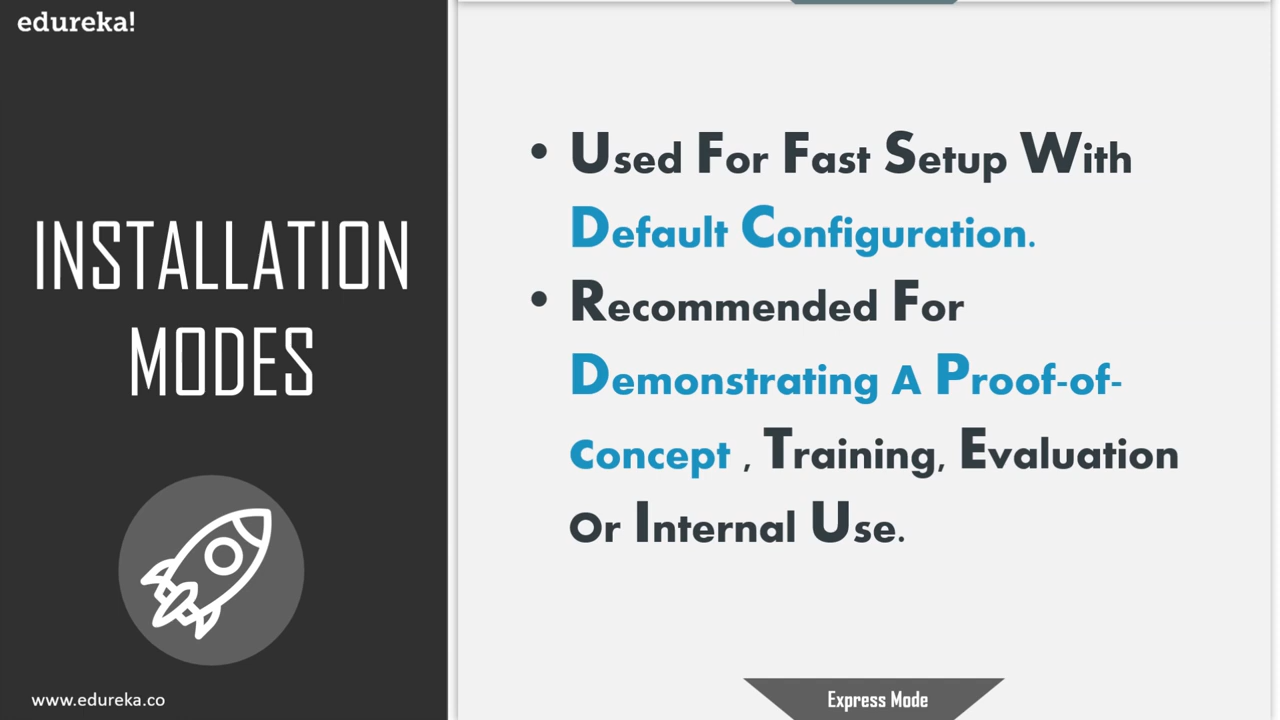 edureka!
INSTALLATION
MODES
www.edureka.co
• Used For Fast Setup With
Default Configuration.
• Recommended For
Demonstrating A Proof-of-
Concept , Training, Evaluation
Or Internal Use.
Express Mode